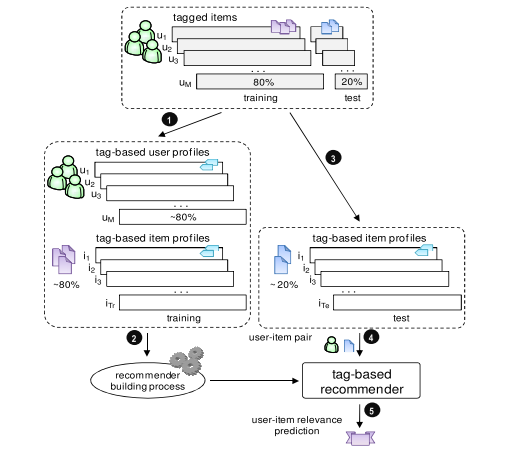 tagged items
u1
u2
u3
...
uM
80%
20%
training
test
1
3
tag-based user profiles
u1
u2
u3
...
uM
~80%
tag-based item profiles
i1
i2
i3
~80%
...
iTr
training
tag-based item profiles
i1
i2
i3
~ 20%
...
iTe
test
2
user-item pair
4
recommender
building process
tag-based
recommender
5
user-item relevance
prediction